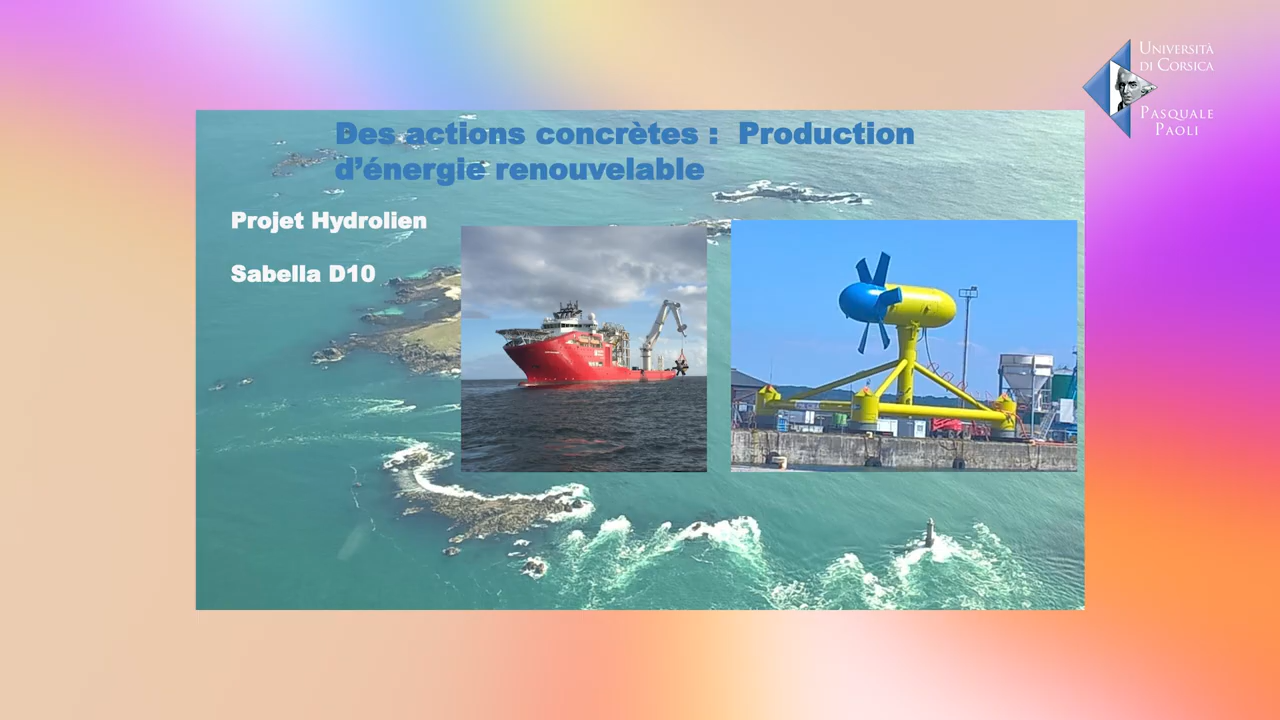 Università
di Corsica
Pasquale
Paoli
Des actions concrètes : Production
d’énergie renouvelable
Projet Hydrolien
Sabella D10